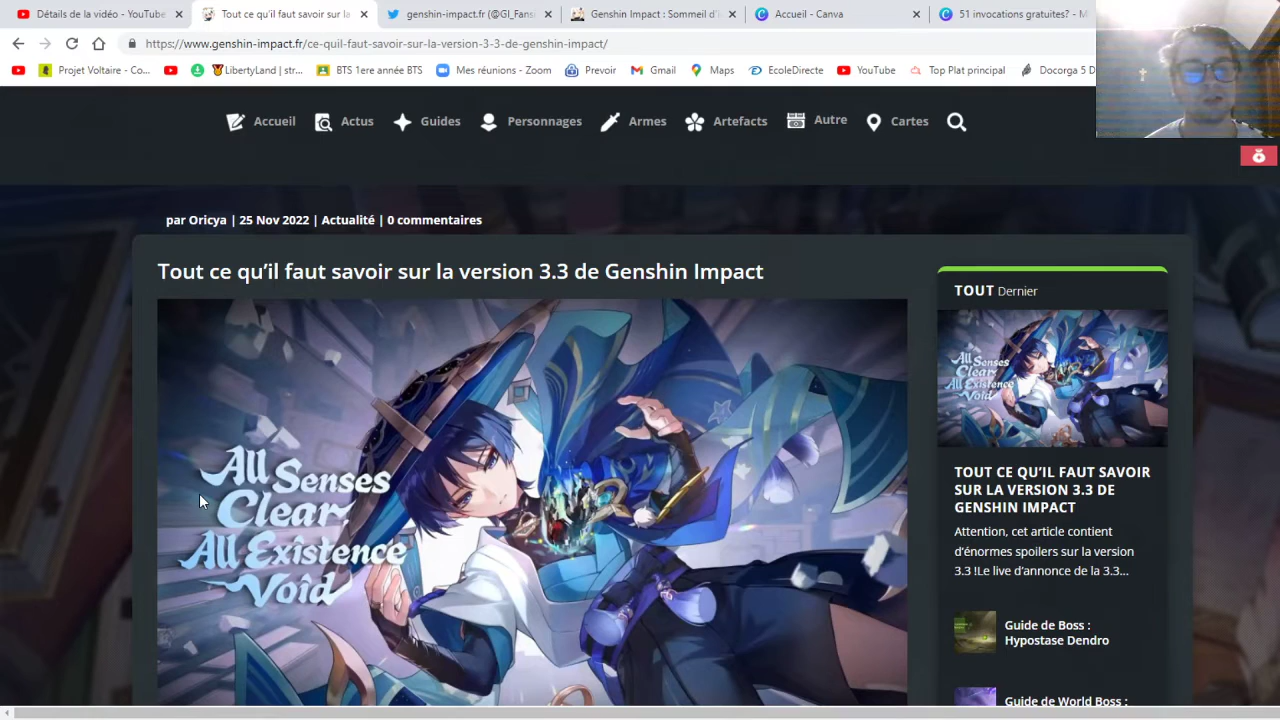 Détails de la vidéo - YouTube
Tout ce qu'il faut savoir sur la
genshin-impact.fr (@GI_Fans
Genshin Impact : Sommeil d'
Accueil - Canva
51 invocations gratuites? - M
https://www.genshin-impact.fr/ce-quil-faut-savoir-sur-la-version-3-3-de-genshin-impact/
Projet Voltaire - Co...
LibertyLand | str...
BTS 1ere année BTS
Mes réunions - Zoom
Prevoir
Gmail
Maps
EcoleDirecte
YouTube
Top Plat principal
Docorga 5 D
Accueil
Actus
Guides
Personnages
Armes
Artefacts
Autre
Cartes
par Oricya | 25 Nov 2022 | Actualité | 0 commentaires
Tout ce qu'il faut savoir sur la version 3.3 de Genshin Impact
All Senses
Clear,
All Existence
Void
TOUT Dernier
All Senses
Clear,
All Existence
Void
TOUT CE QU'IL FAUT SAVOIR
SUR LA VERSION 3.3 DE
GENSHIN IMPACT
Attention, cet article contient
d'énormes spoilers sur la version
3.3 !Le live d'annonce de la 3.3...
Guide de Boss :
Hypostase Dendro
Guide de World Boss :